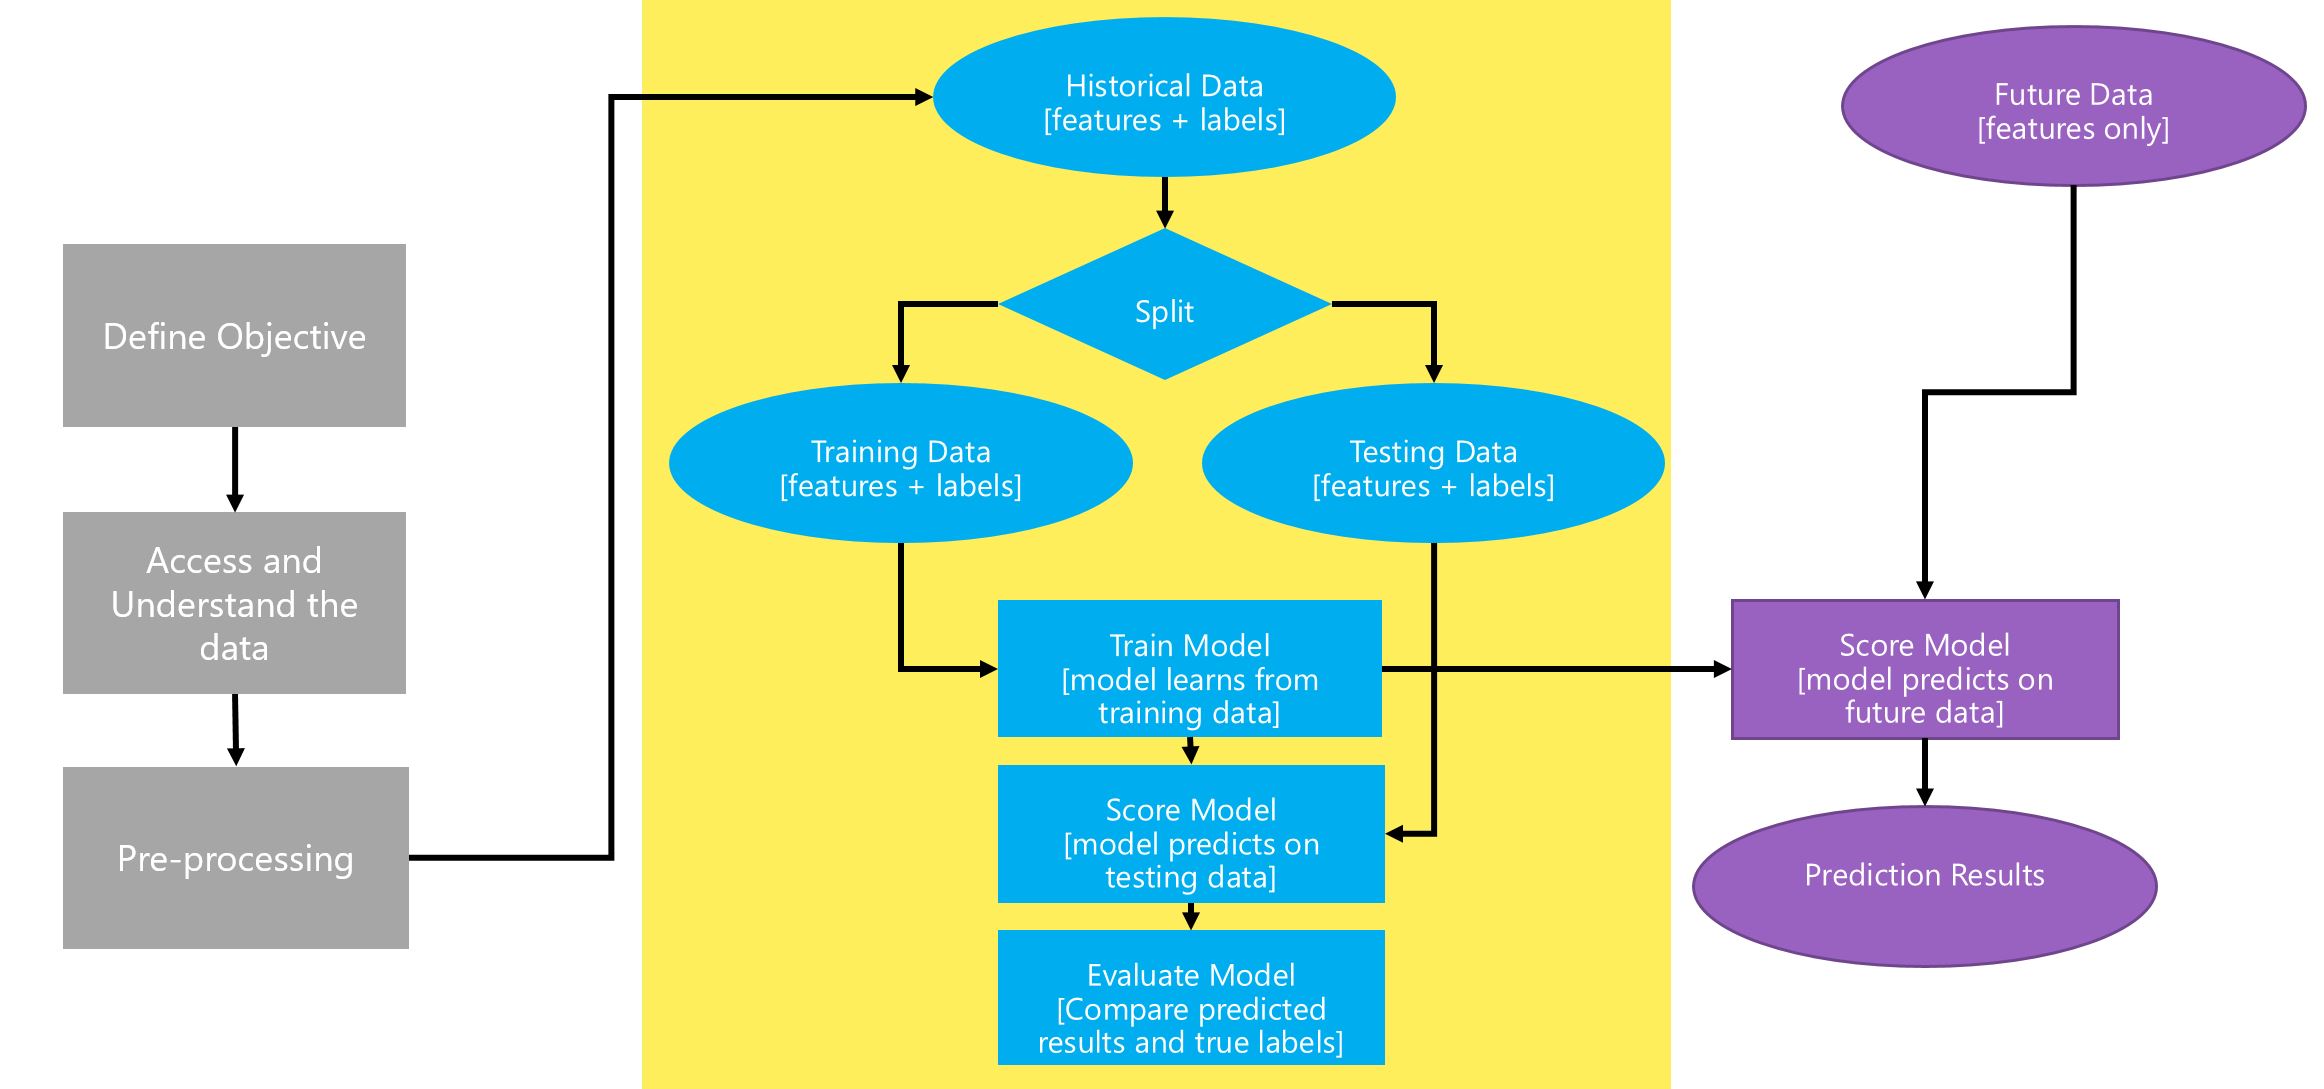 Define Objective
Access and
Understand the
data
Pre-processing
Historical Data
[features + labels]
Split
Training Data
[features + labels]
Testing Data
[features + labels]
Train Model
[model learns from
training data]
Score Model
[model predicts on
testing data]
Evaluate Model
[Compare predicted
results and true labels]
Future Data
[features only]
Score Model
[model predicts on
future data]
Prediction Results